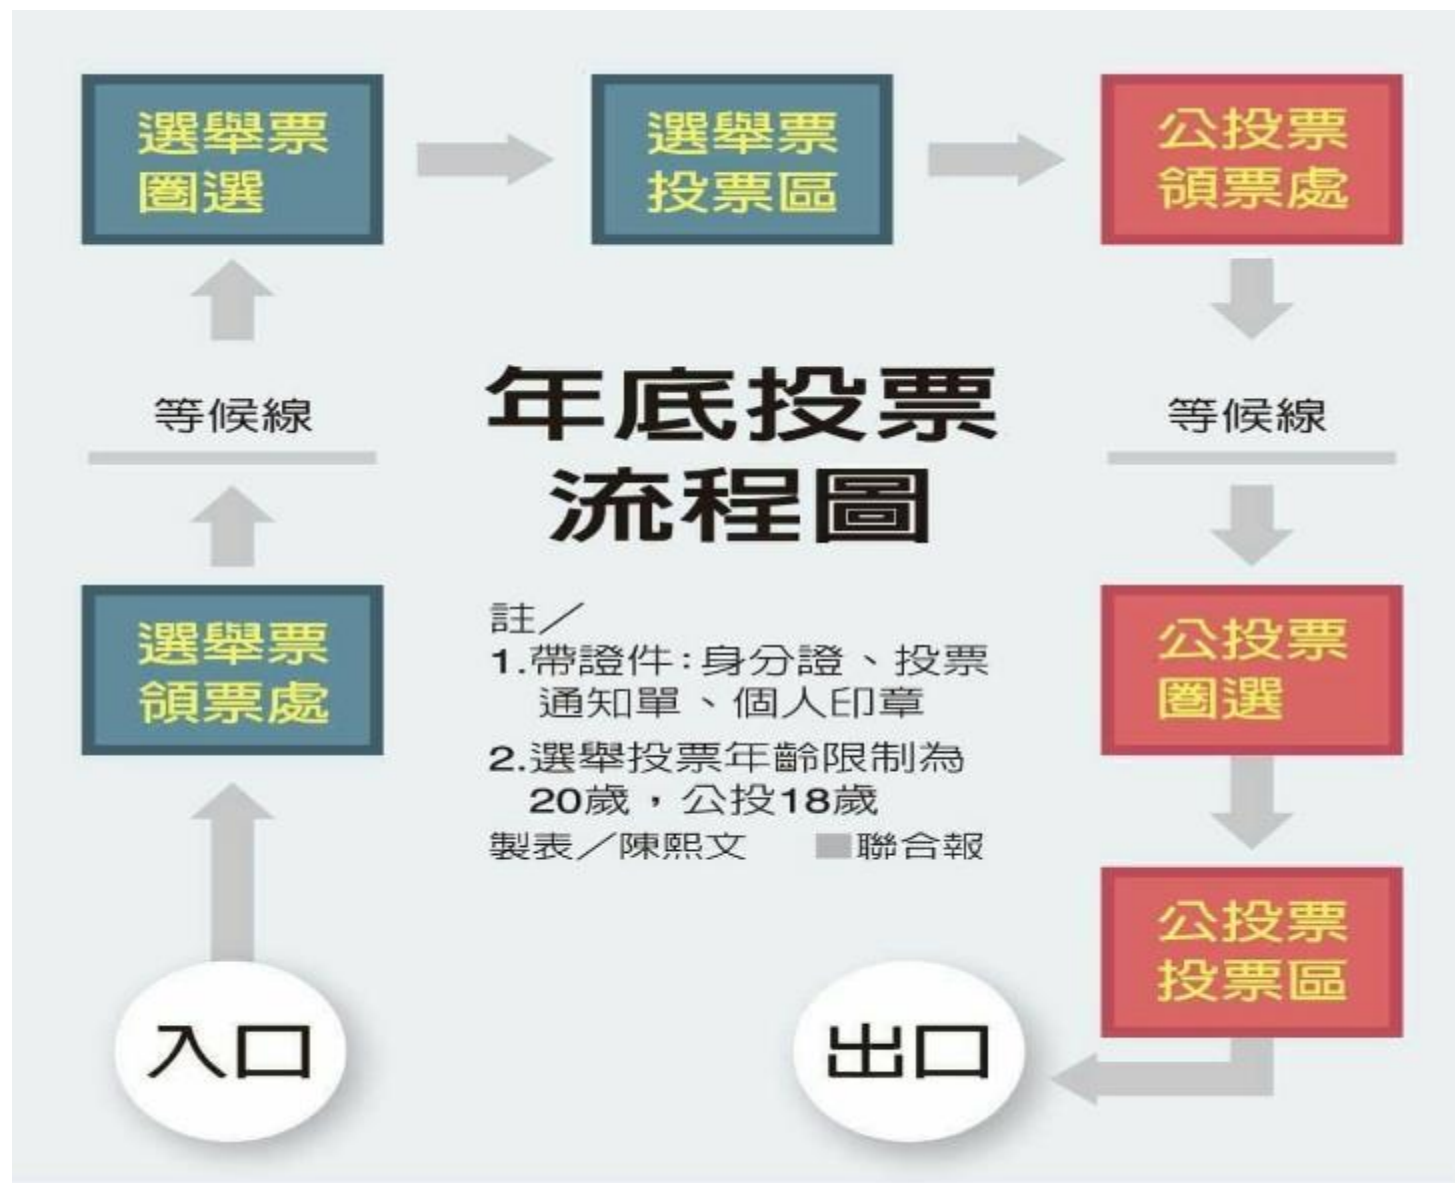 選舉票
圈選
選舉票
投票區
公投票
領票處
等候線
年底投票
流程圖
等候線
選舉票
領票處
註／
1.帶證件：身分證、投票
通知單、個人印章
2.選舉投票年齡限制為
20歲，公投18歲
製表／陳熙文 ■聯合報
公投票
圈選
公投票
投票區
入口
出口